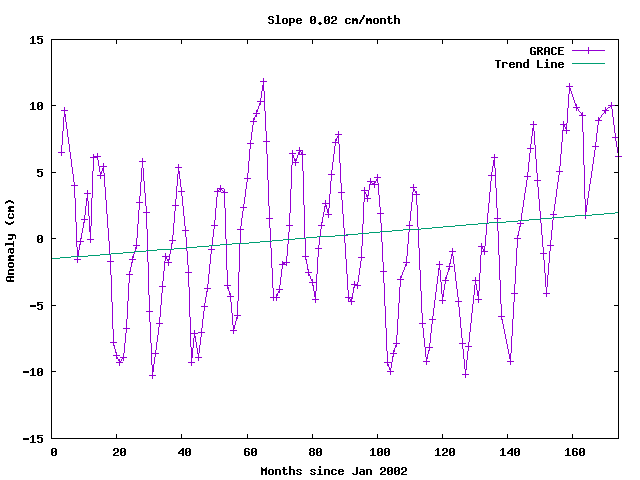 Slope 0.02 cm/month
GRACE
Trend Line
15
10
5
0
-5
-10
-15
Anomaly (cm)
0 20 40 60 80 100 120 140 160
Months since Jan 2002